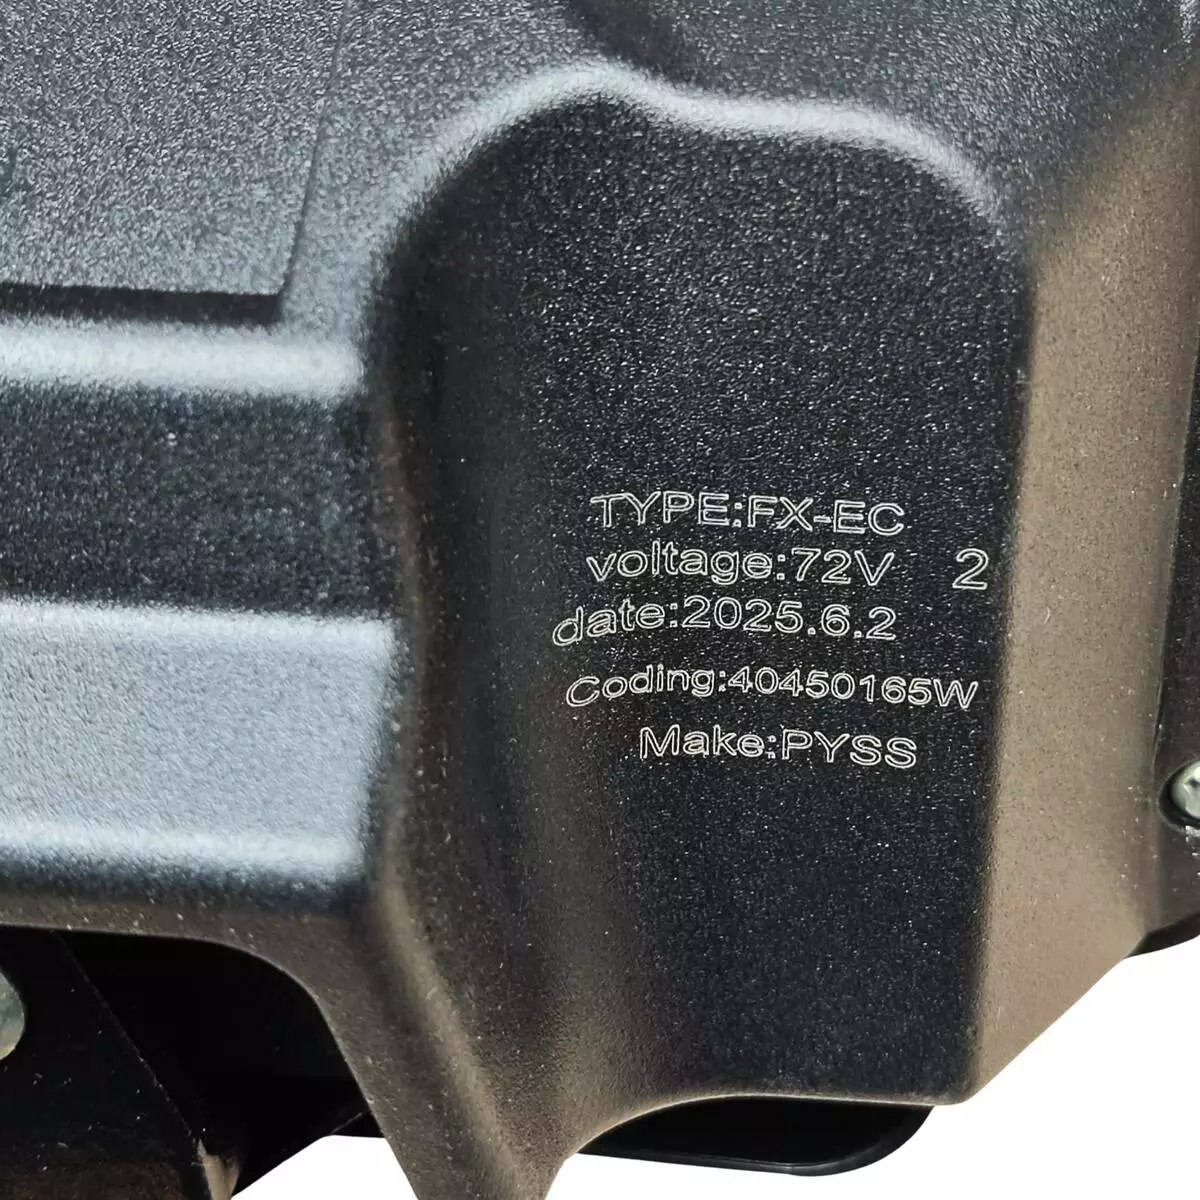 TYPE:FX-EC
voltage:72V 2
date:2025.6.2
Coding:40450165W
Make:PYSS